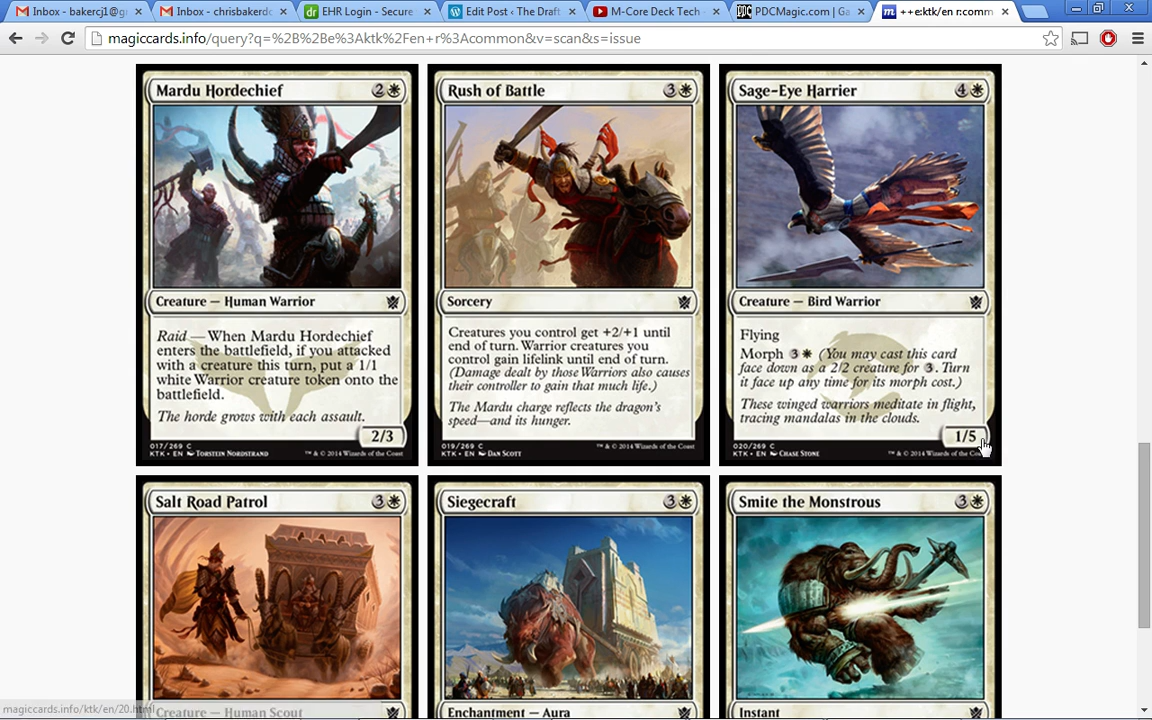 Inbox - bakercj1@g
Inbox - chrisbakerdc
EHR Login - Secure
Edit Post ‹ The Draft
M-Core Deck Tech -
PDCMagic.com | Ga
++e:ktk/en r:comm
magiccards.info/query?q=%2B%2Be%3Aktk%2Fen+r%3Acommon&v=scan&s=issue
Mardu Hordechief 2
Creature — Human Warrior
Raid — When Mardu Hordechief
enters the battlefield, if you attacked
with a creature this turn, put a 1/1
white Warrior creature token onto the
battlefield.
The horde grows with each assault.
2/3
017/269 C
KTK • EN Torstein Nordstrand
™ & © 2014 Wizards of the Coast
Rush of Battle 3
Sorcery
Creatures you control get +2/+1 until
end of turn. Warrior creatures you
control gain lifelink until end of turn.
(Damage dealt by those Warriors also causes
their controller to gain that much life.)
The Mardu charge reflects the dragon's
speed—and its hunger.
019/269 C
KTK • EN Dan Scott
™ & © 2014 Wizards of the Coast
Sage-Eye Harrier 4
Creature — Bird Warrior
Flying
Morph 3 (You may cast this card
face down as a 2/2 creature for 3. Turn
it face up any time for its morph cost.)
These winged warriors meditate in flight,
tracing mandalas in the clouds.
1/5
020/269 C
KTK • EN Chase Stone
™ & © 2014 Wizards of the Coa
Salt Road Patrol 3
Creature — Human Scout
Siegecraft 3
Enchantment — Aura
Smite the Monstrous 3
Instant
magiccards.info/ktk/en/20.html